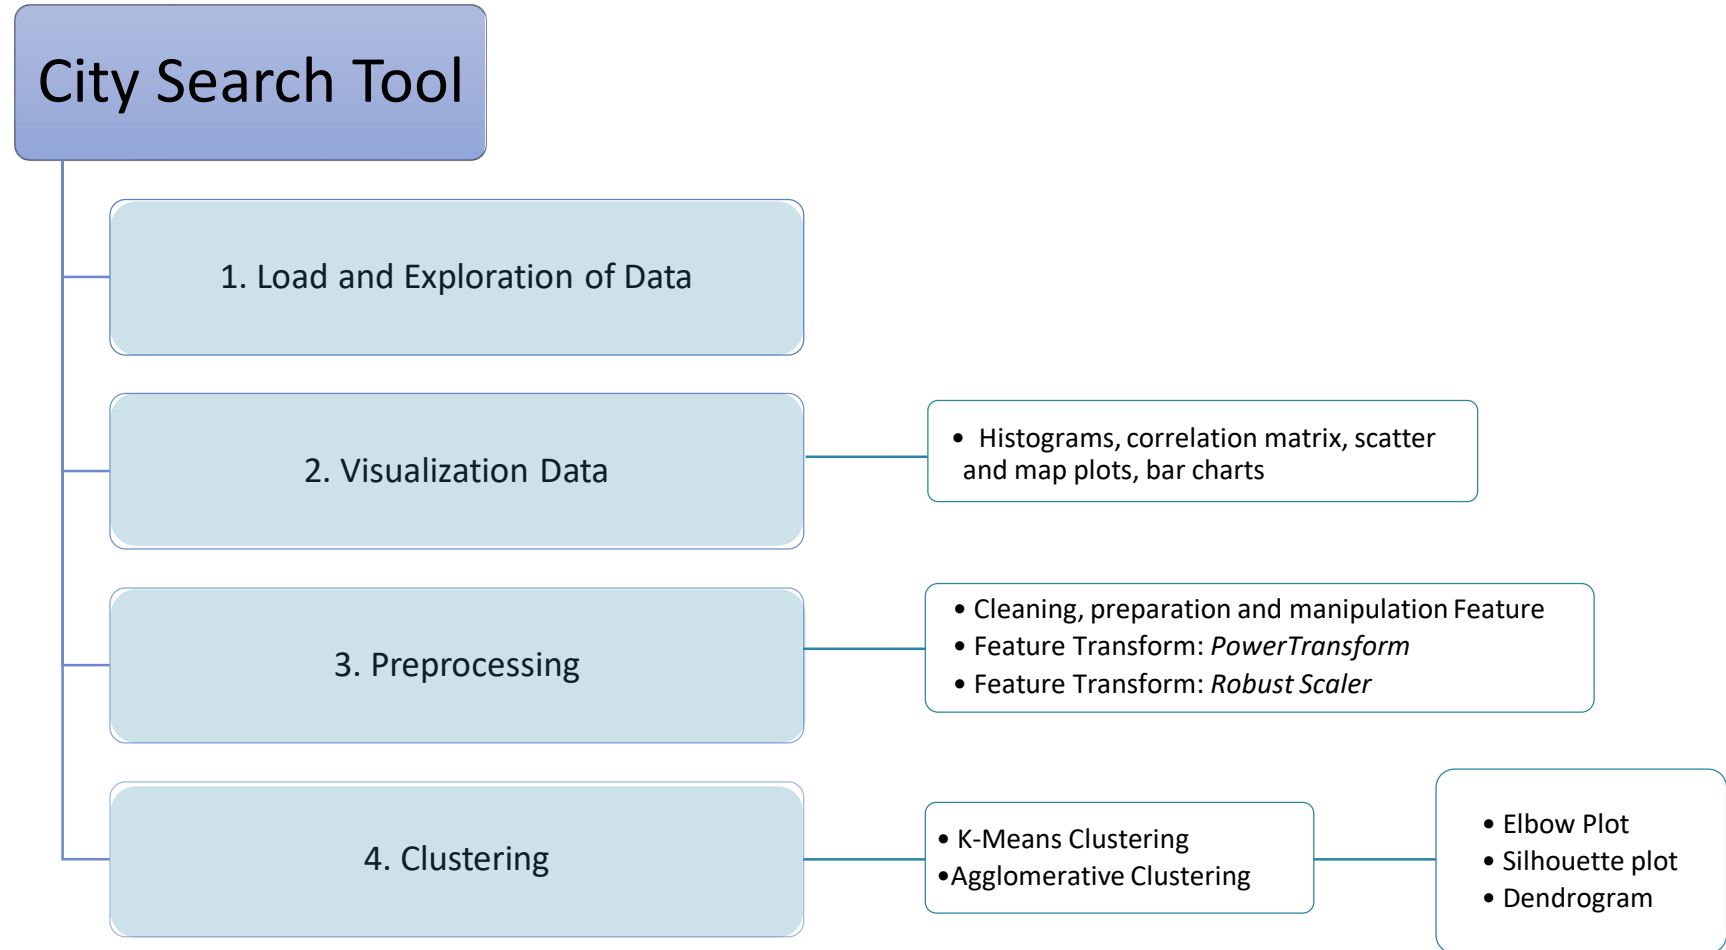 City Search Tool
1. Load and Exploration of Data
2. Visualization Data
• Histograms, correlation matrix, scatter
and map plots, bar charts
3. Preprocessing
• Cleaning, preparation and manipulation Feature
• Feature Transform: PowerTransform
• Feature Transform: Robust Scaler
4. Clustering
• K-Means Clustering
•Agglomerative Clustering
• Elbow Plot
• Silhouette plot
• Dendrogram